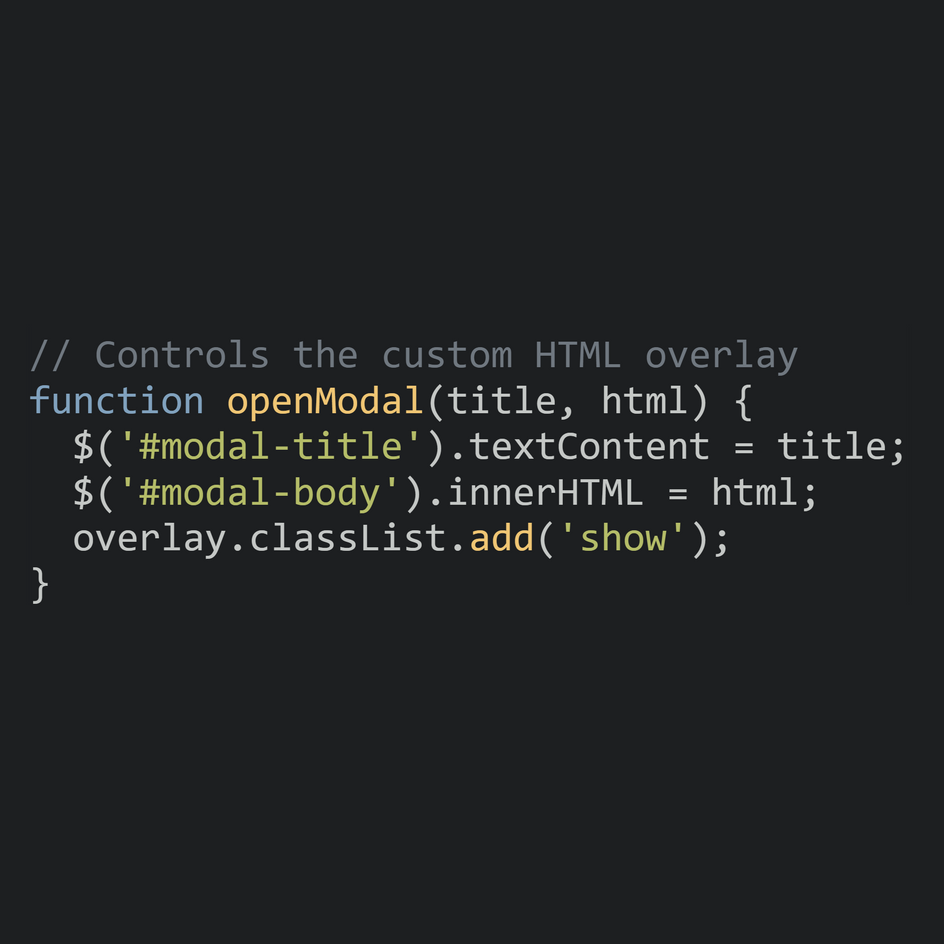 // Controls the custom HTML overlay
function openModal(title, html) {
  $('#modal-title').textContent = title;
  $('#modal-body').innerHTML = html;
  overlay.classList.add('show');
}